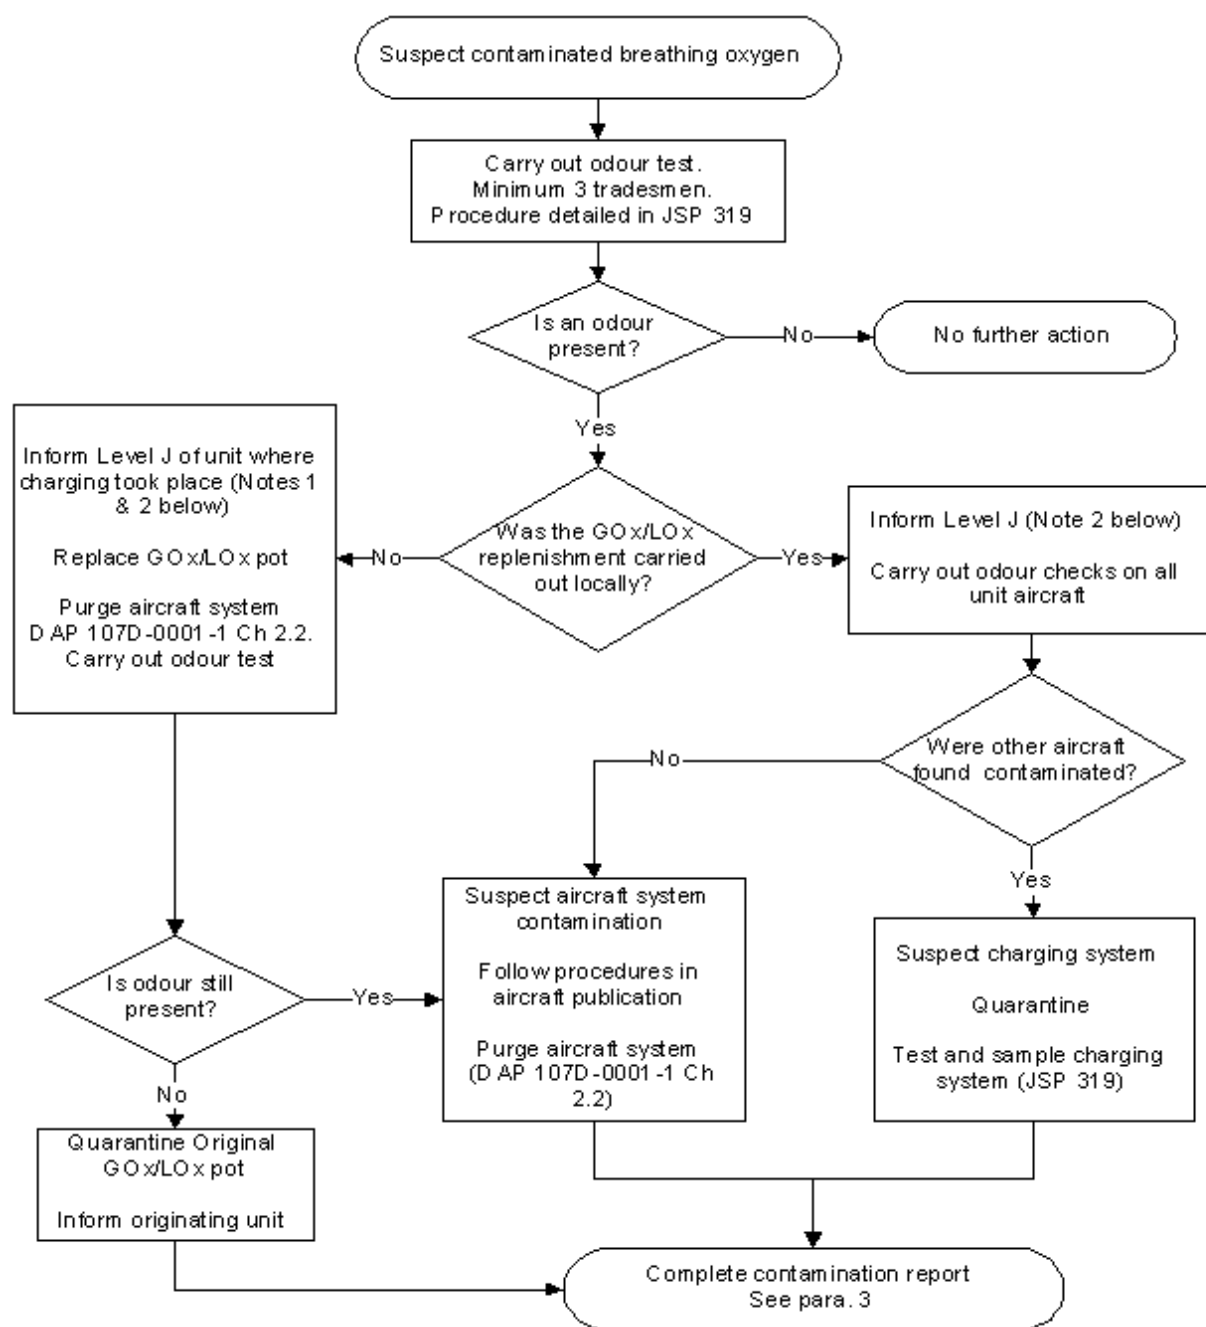 Suspect contaminated breathing oxygen
Carry out odour test.
Minimum 3 tradesmen.
Procedure detailed in JSP 319
Is an odour
present?
No
No further action
Yes
Inform Level J of unit where
charging took place (Notes 1
& 2 below)
Replace GOx/LOx pot
Purge aircraft system
DAP 107D-0001-1 Ch 2.2.
Carry out odour test
No
Was the GOx/LOx
replenishment carried
out locally?
Yes
Inform Level J (Note 2 below)
Carry out odour checks on all
unit aircraft
Were other aircraft
found contaminated?
No
Yes
Is odour still
present?
Yes
Suspect aircraft system
contamination
Follow procedures in
aircraft publication
Purge aircraft system
(DAP 107D-0001-1 Ch
2.2)
Suspect charging system
Quarantine
Test and sample charging
system (JSP 319)
No
Quarantine Original
GOx/LOx pot
Inform originating unit
Complete contamination report
See para. 3